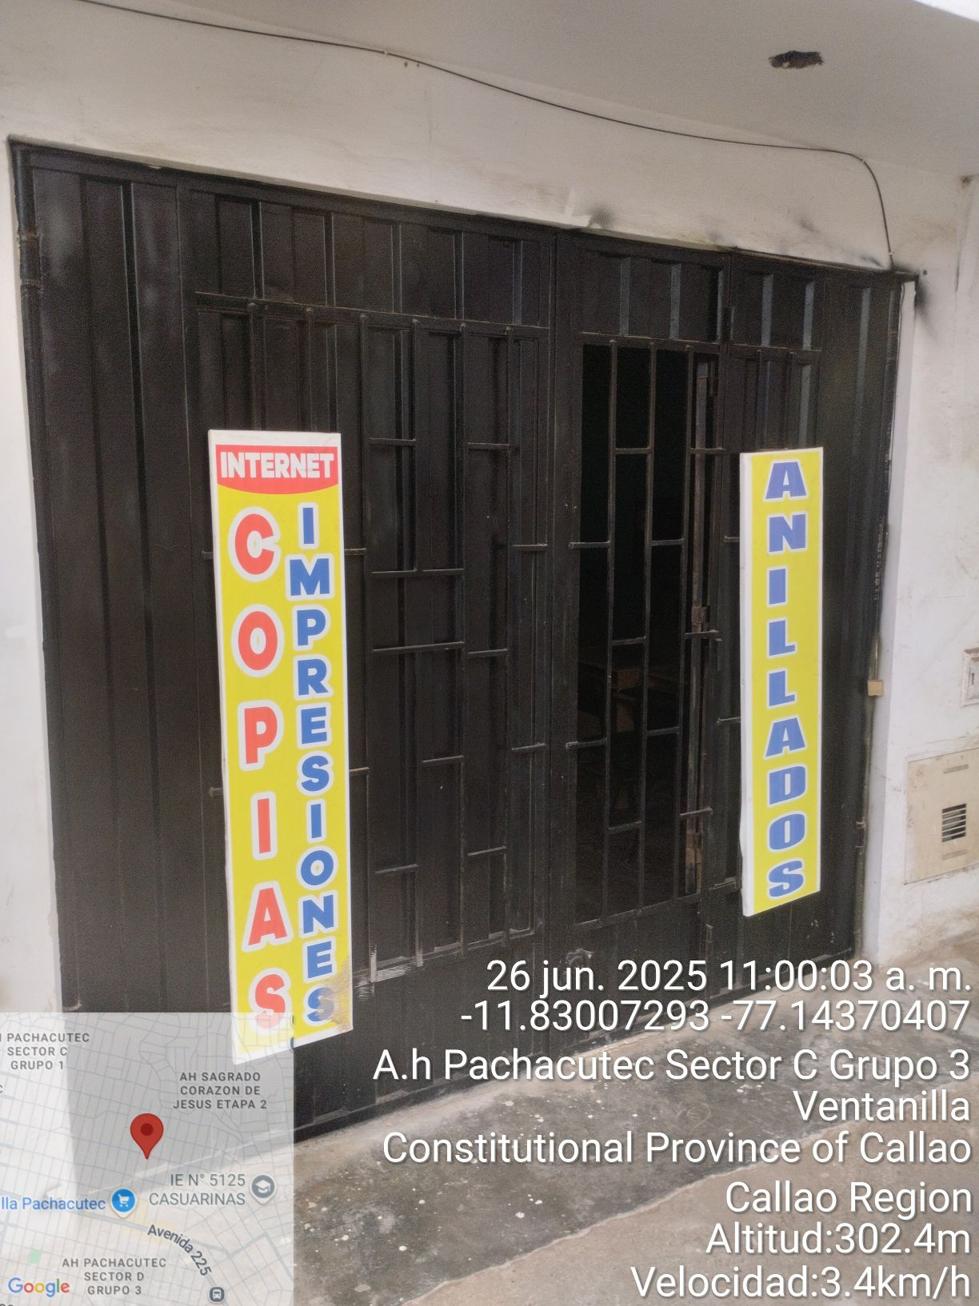 INTERNET
COPIAS
IMPRESIONES
ANILLADOS
26 jun. 2025 11:00:03 a. m.
-11.83007293 -77.14370407
A.h Pachacutec Sector C Grupo 3
Ventanilla
Constitutional Province of Callao
Callao Region
Altitud:302.4m
Velocidad:3.4km/h
PACHACUTEC
SECTOR C
GRUPO 1
AH SAGRADO
CORAZON DE
JESUS ETAPA 2
IE N° 5125
CASUARINAS
lla Pachacutec
Avenida 225
AH PACHACUTEC
SECTOR D
GRUPO 3
Google